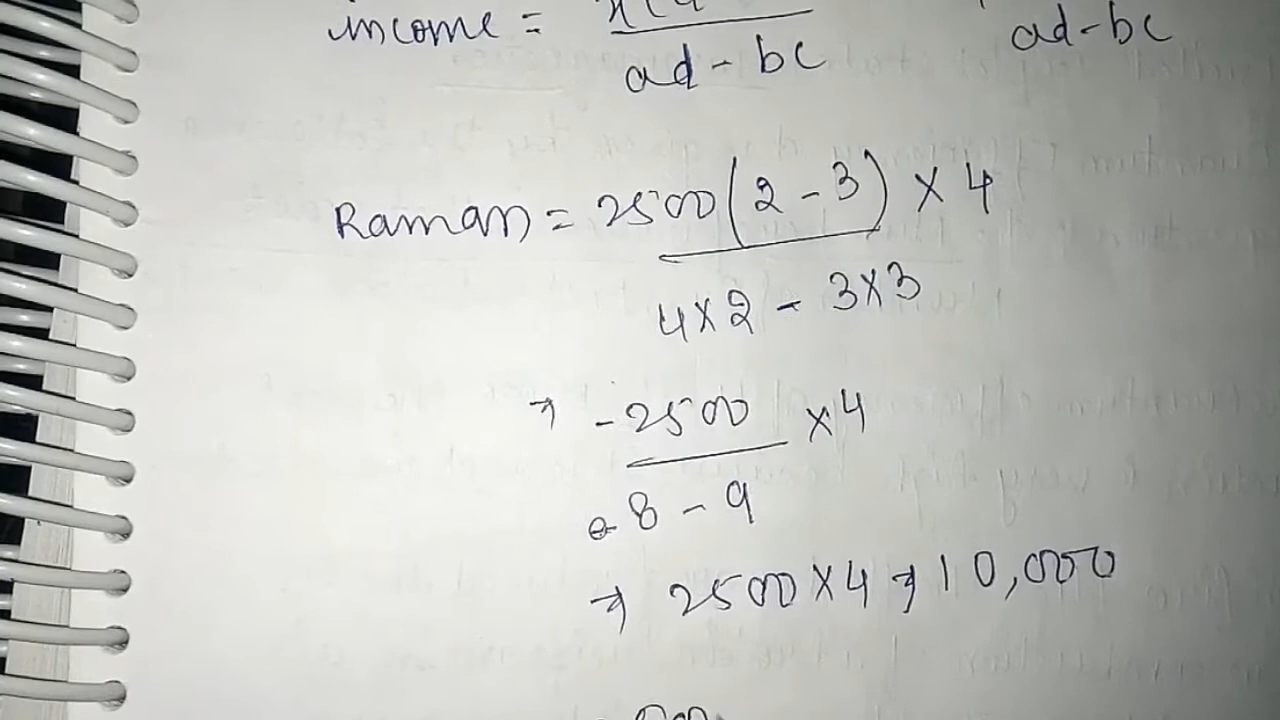 income =
ad - bc ad-bc
Raman = 2500(2 - 3) × 4
4×2 - 3×3
→ -2500 ×4
8 - 9
→ 2500×4 → 10,000